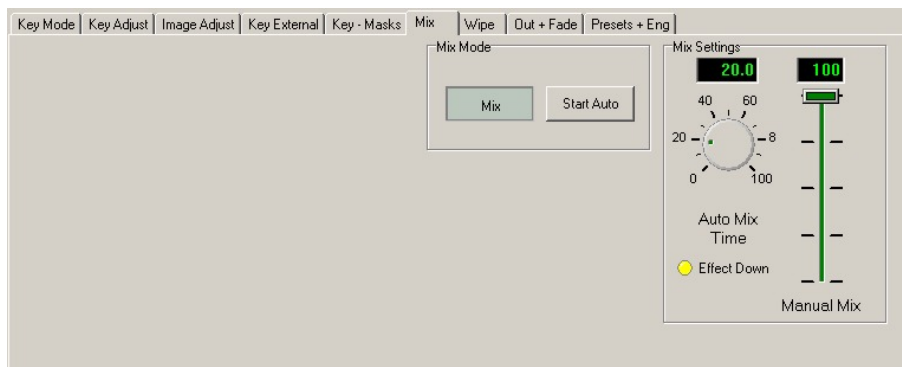 Key Mode Key Adjust Image Adjust Key External Key - Masks Mix Wipe Out + Fade Presets + Eng
Mix Mode
Mix Start Auto
Mix Settings
20.0 100
40 60
20 8
0 100
Auto Mix
Time
Effect Down
Manual Mix